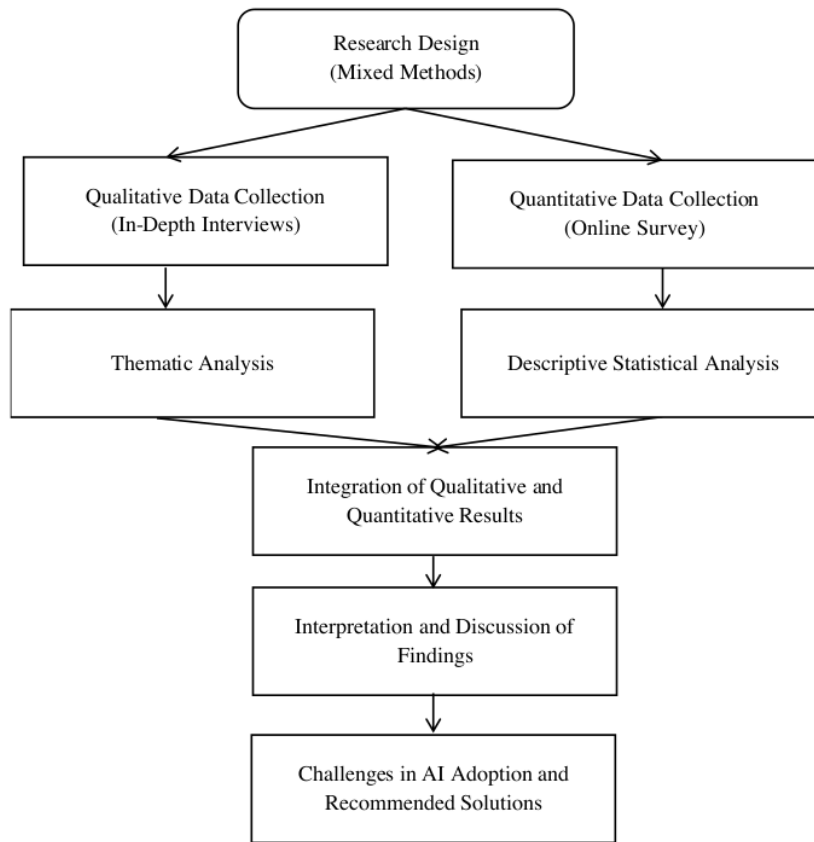 Research Design
(Mixed Methods)
Qualitative Data Collection
(In-Depth Interviews)
Quantitative Data Collection
(Online Survey)
Thematic Analysis
Descriptive Statistical Analysis
Integration of Qualitative and
Quantitative Results
Interpretation and Discussion of
Findings
Challenges in AI Adoption and
Recommended Solutions